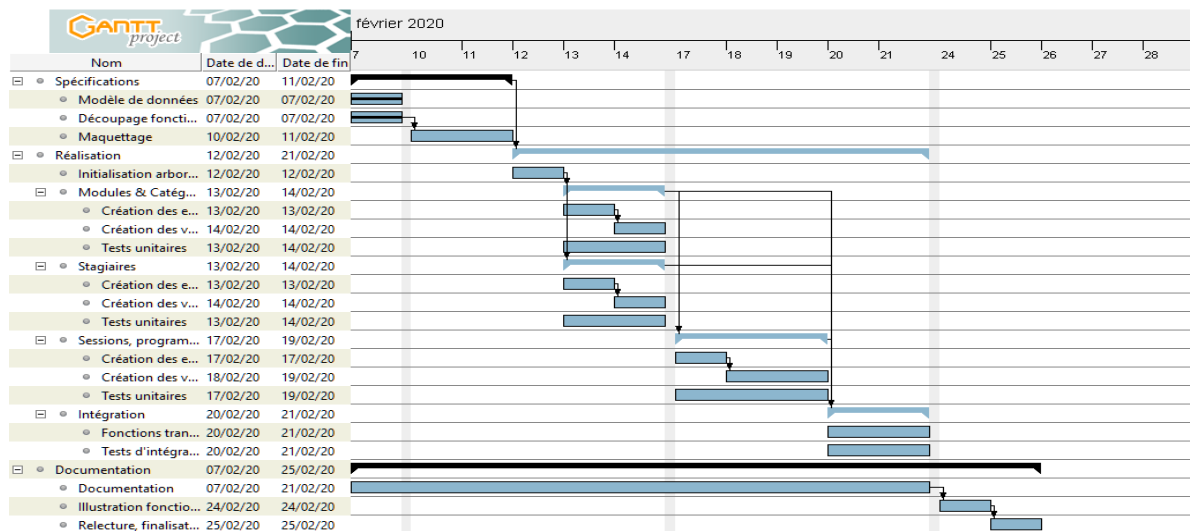 GANTT project
février 2020
7 10 11 12 13 14 17 18 19 20 21 24 25 26 27 28
Nom Date de d... Date de fin
Spécifications 07/02/20 11/02/20
Modèle de données 07/02/20 07/02/20
Découpage foncti... 07/02/20 07/02/20
Maquettage 10/02/20 11/02/20
Réalisation 12/02/20 21/02/20
Initialisation arbor... 12/02/20 12/02/20
Modules & Catég... 13/02/20 14/02/20
Création des e... 13/02/20 13/02/20
Création des v... 14/02/20 14/02/20
Tests unitaires 13/02/20 14/02/20
Stagiaires 13/02/20 14/02/20
Création des e... 13/02/20 13/02/20
Création des v... 14/02/20 14/02/20
Tests unitaires 13/02/20 14/02/20
Sessions, program... 17/02/20 19/02/20
Création des e... 17/02/20 17/02/20
Création des v... 18/02/20 19/02/20
Tests unitaires 17/02/20 19/02/20
Intégration 20/02/20 21/02/20
Fonctions tran... 20/02/20 21/02/20
Tests d'intégra... 20/02/20 21/02/20
Documentation 07/02/20 25/02/20
Documentation 07/02/20 21/02/20
Illustration fonctio... 24/02/20 24/02/20
Relecture, finalisat... 25/02/20 25/02/20